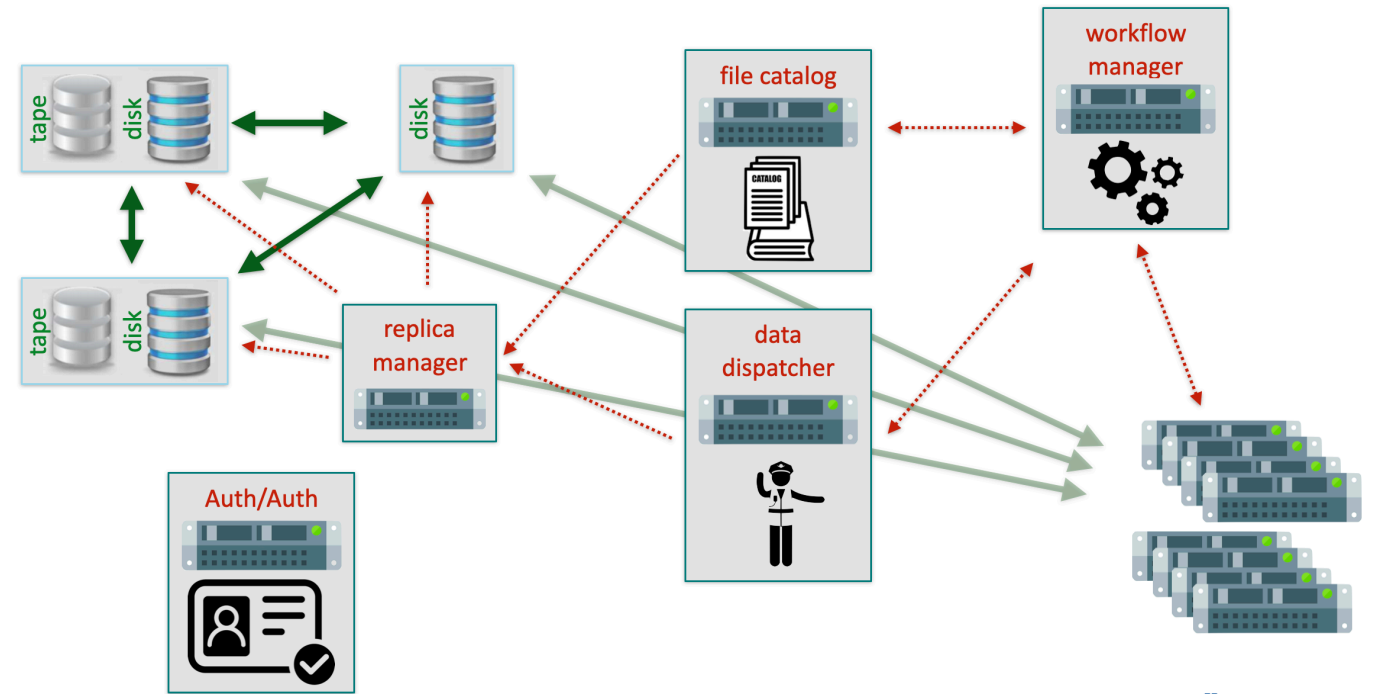 workflow
manager
file catalog
CATALOG
tape
disk
disk
tape
disk
replica
manager
data
dispatcher
Auth/Auth